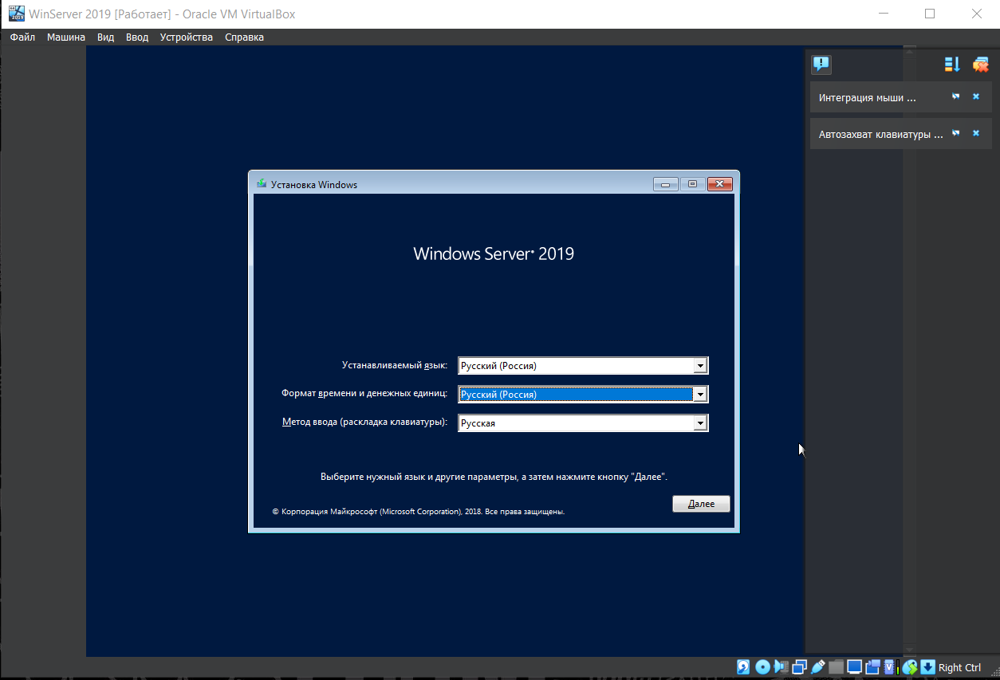 WinServer 2019 [Работает] - Oracle VM VirtualBox
Файл Машина Вид Ввод Устройства Справка
Интеграция мыши ...
Автозахват клавиатуры ...
Установка Windows
Windows Server® 2019
Устанавливаемый язык: Русский (Россия)
Формат времени и денежных единиц: Русский (Россия)
Метод ввода (раскладка клавиатуры): Русская
Выберите нужный язык и другие параметры, а затем нажмите кнопку "Далее".
Далее
© Корпорация Майкрософт (Microsoft Corporation), 2018. Все права защищены.
Right Ctrl